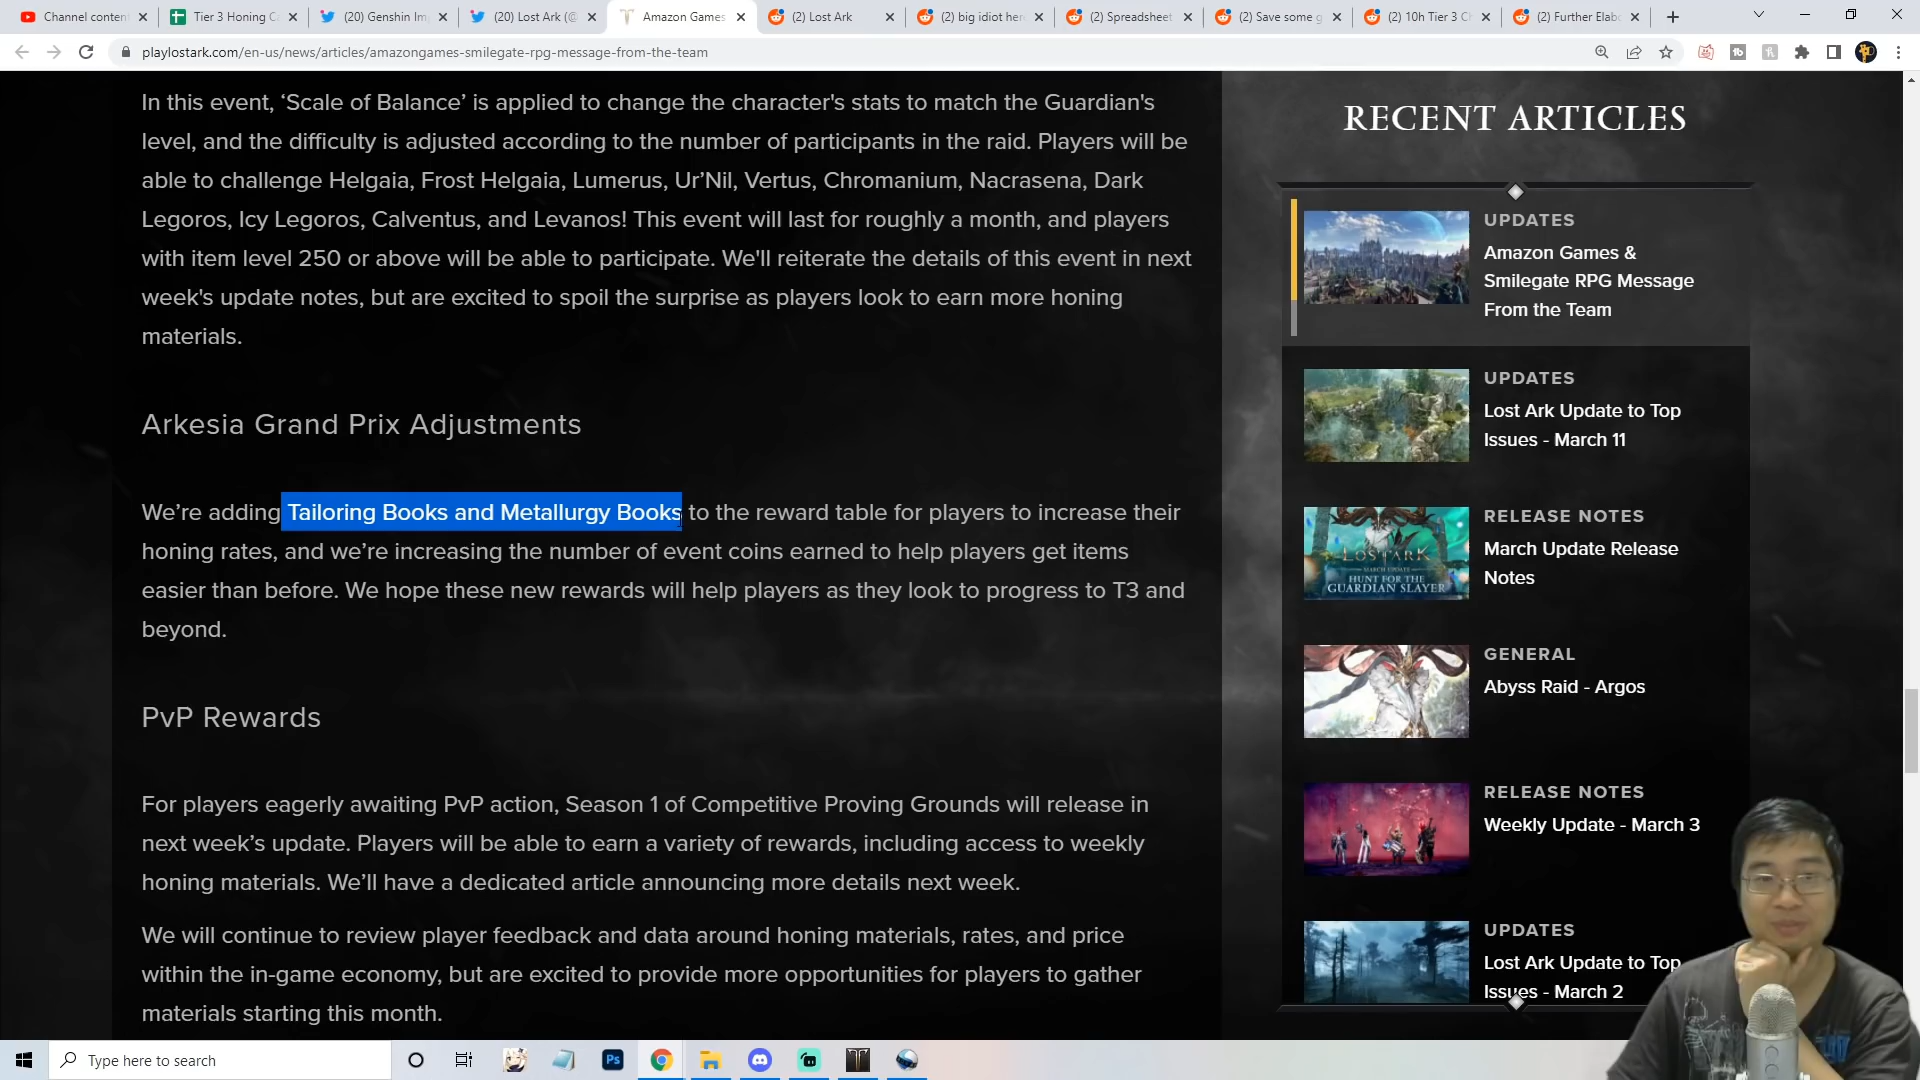 Channel conten
Tier 3 Honing C
(20) Genshin Im
(20) Lost Ark (@
Amazon Games
(2) Lost Ark
(2) big idiot her
(2) Spreadsheet
(2) Save some g
(2) 10h Tier 3 C
(2) Further Elab
playlostark.com/en-us/news/articles/amazongames-smilegate-rpg-message-from-the-team
In this event, ‘Scale of Balance’ is applied to change the character's stats to match the Guardian's
level, and the difficulty is adjusted according to the number of participants in the raid. Players will be
able to challenge Helgaia, Frost Helgaia, Lumerus, Ur’Nil, Vertus, Chromanium, Nacrasena, Dark
Legoros, Icy Legoros, Calventus, and Levanos! This event will last for roughly a month, and players
with item level 250 or above will be able to participate. We'll reiterate the details of this event in next
week's update notes, but are excited to spoil the surprise as players look to earn more honing
materials.
Arkesia Grand Prix Adjustments
We’re adding Tailoring Books and Metallurgy Books to the reward table for players to increase their
honing rates, and we’re increasing the number of event coins earned to help players get items
easier than before. We hope these new rewards will help players as they look to progress to T3 and
beyond.
PvP Rewards
For players eagerly awaiting PvP action, Season 1 of Competitive Proving Grounds will release in
next week’s update. Players will be able to earn a variety of rewards, including access to weekly
honing materials. We’ll have a dedicated article announcing more details next week.
We will continue to review player feedback and data around honing materials, rates, and price
within the in-game economy, but are excited to provide more opportunities for players to gather
materials starting this month.
RECENT ARTICLES
UPDATES
Amazon Games &
Smilegate RPG Message
From the Team
UPDATES
Lost Ark Update to Top
Issues - March 11
LOST ARK
MARCH UPDATE
HUNT FOR THE
GUARDIAN SLAYER
RELEASE NOTES
March Update Release
Notes
GENERAL
Abyss Raid - Argos
RELEASE NOTES
Weekly Update - March 3
UPDATES
Lost Ark Update to Top
Issues - March 2
Type here to search
Ps